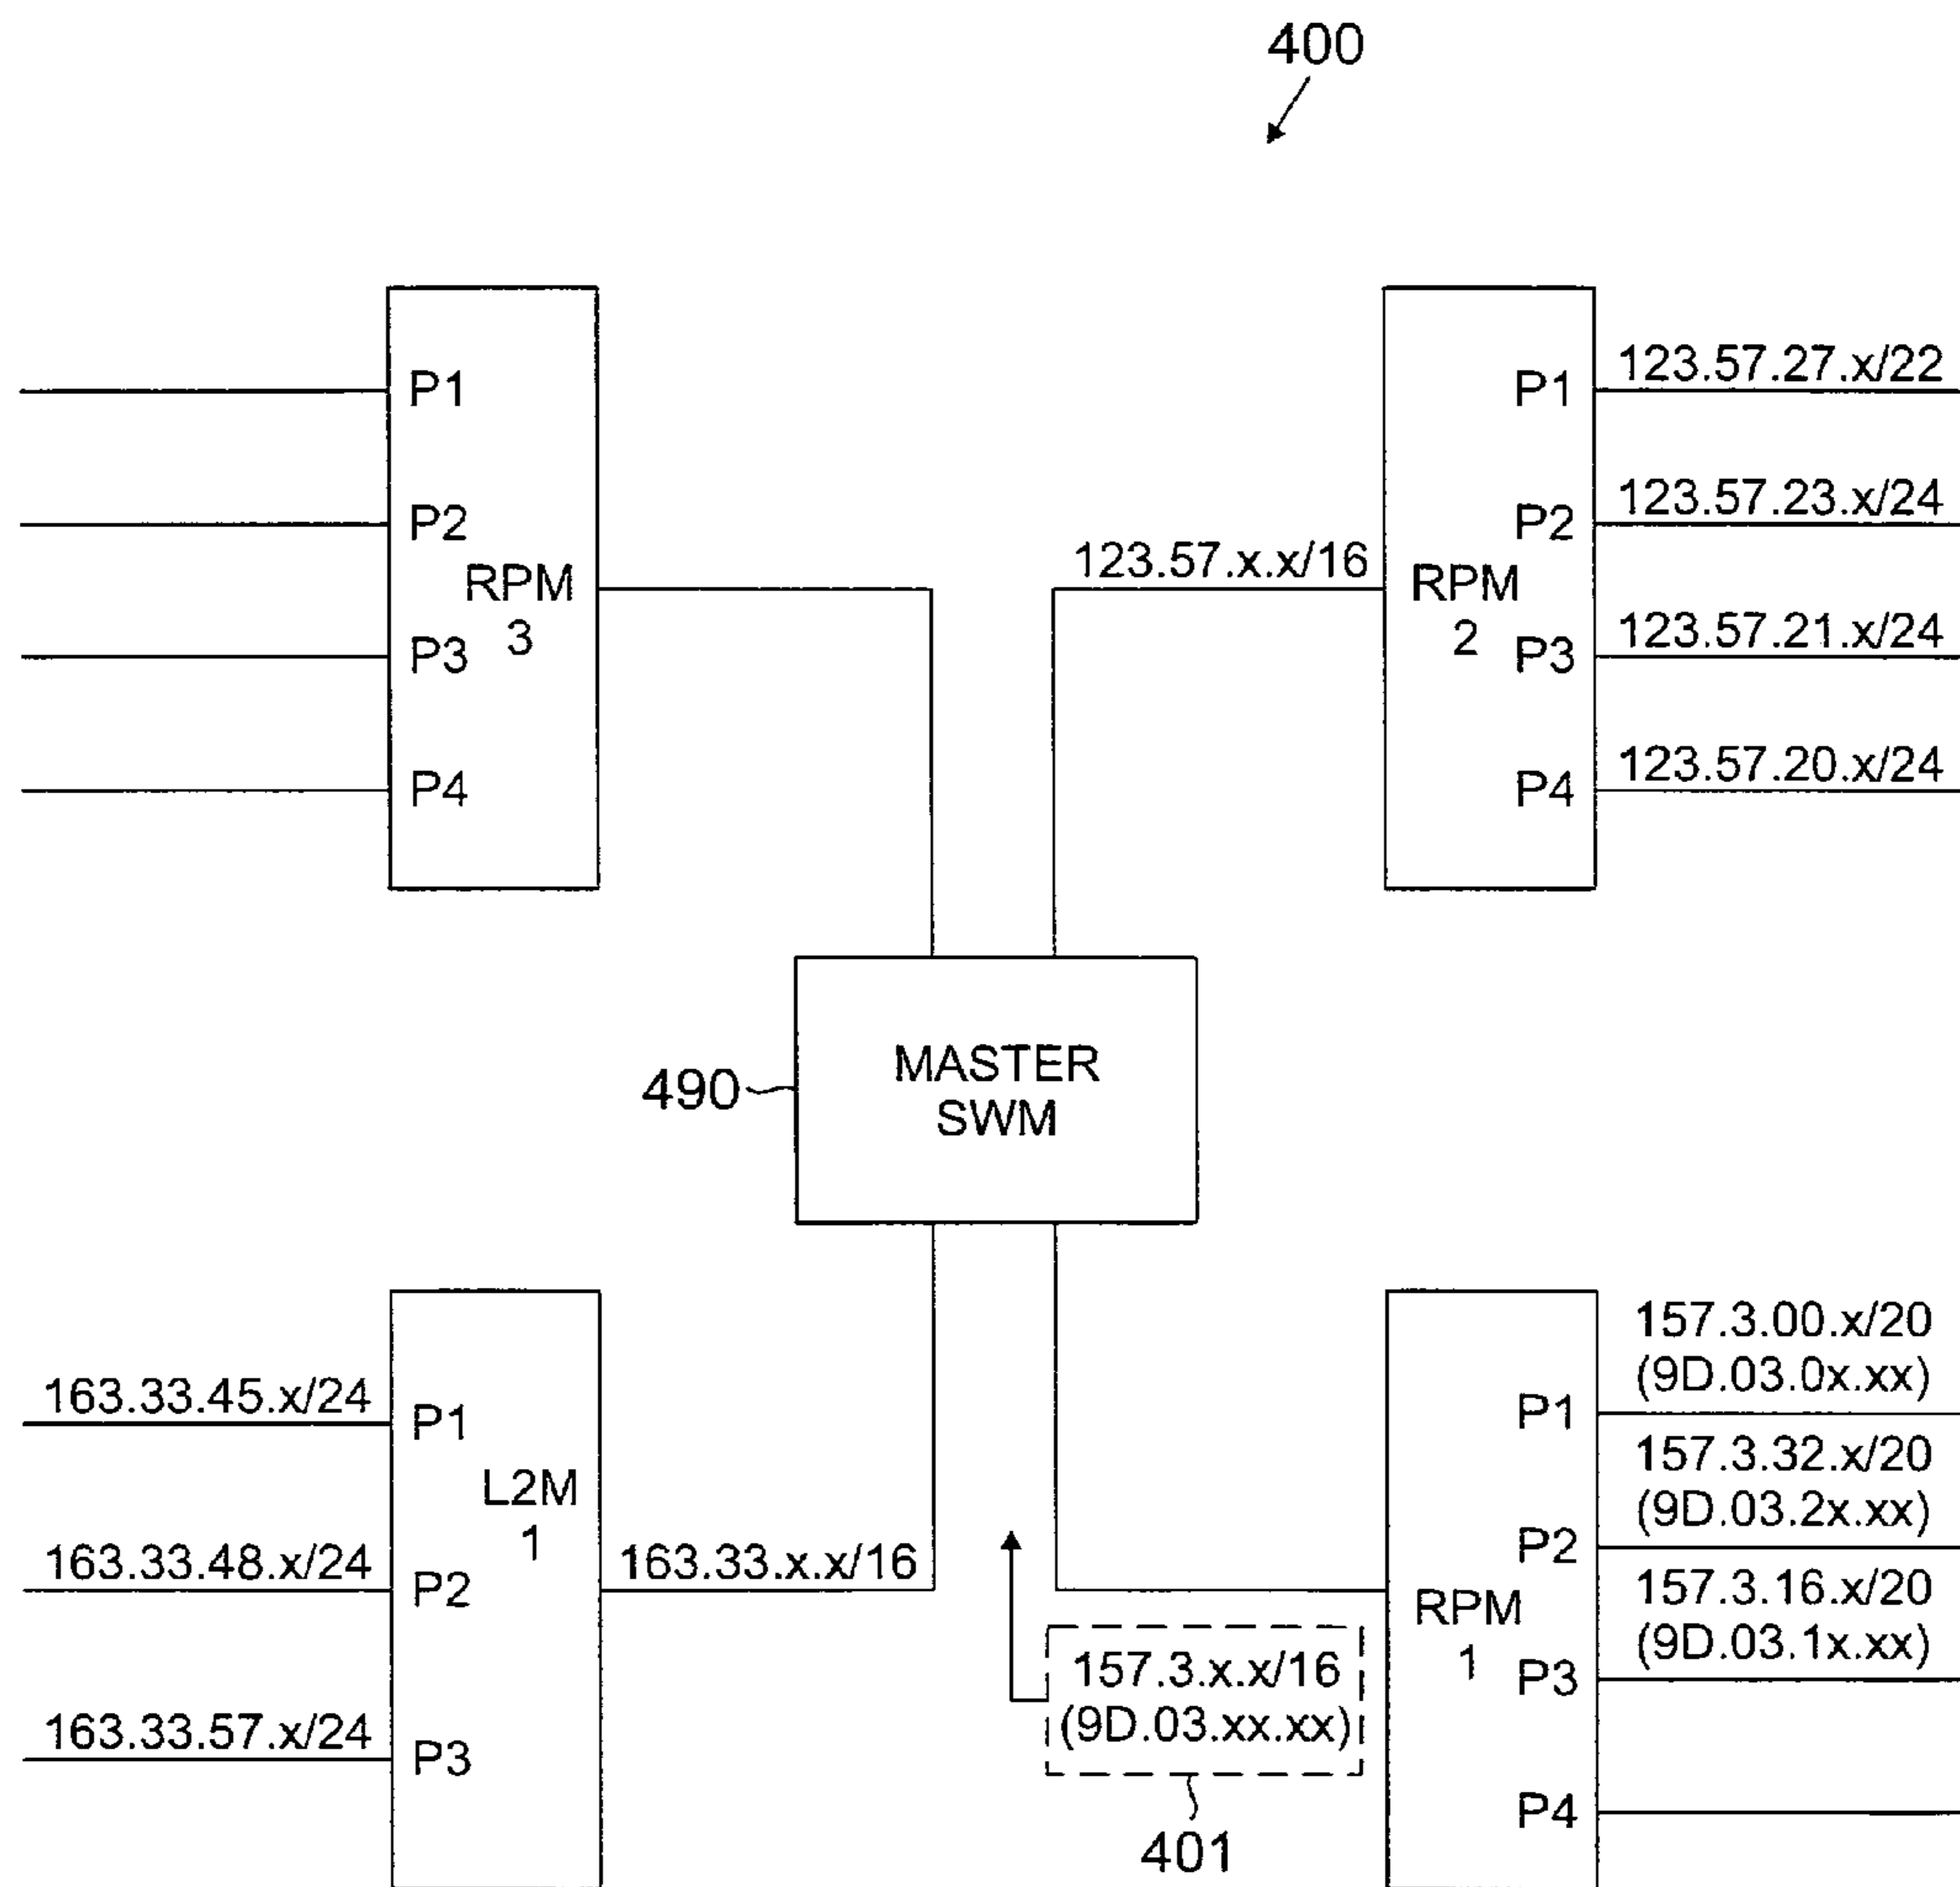 400
P1
P2
RPM
3
P3
P4
123.57.x.x/16
P1
123.57.27.x/22
P2
123.57.23.x/24
RPM
2
P3
123.57.21.x/24
P4
123.57.20.x/24
490
MASTER
SWM
163.33.45.x/24
P1
L2M
1
163.33.48.x/24
P2
163.33.x.x/16
163.33.57.x/24
P3
157.3.x.x/16
(9D.03.xx.xx)
401
157.3.00.x/20
(9D.03.0x.xx)
P1
157.3.32.x/20
(9D.03.2x.xx)
P2
157.3.16.x/20
(9D.03.1x.xx)
RPM
1
P3
P4